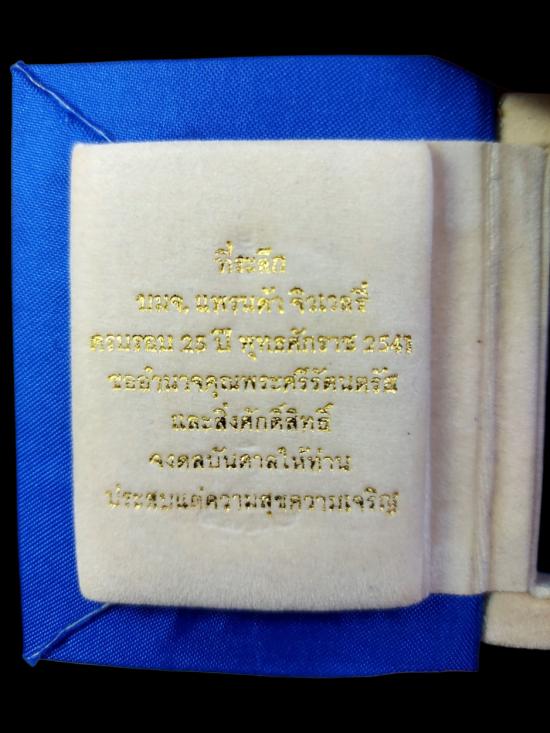 ที่ระลึก
บมจ. แพรนด้า จิวเวลรี่
ครบรอบ 25 ปี พุทธศักราช 2541
ขออำนาจคุณพระศรีรัตนตรัย
และสิ่งศักดิ์สิทธิ์
จงดลบันดาลให้ท่าน
ประสบแต่ความสุขความเจริญ